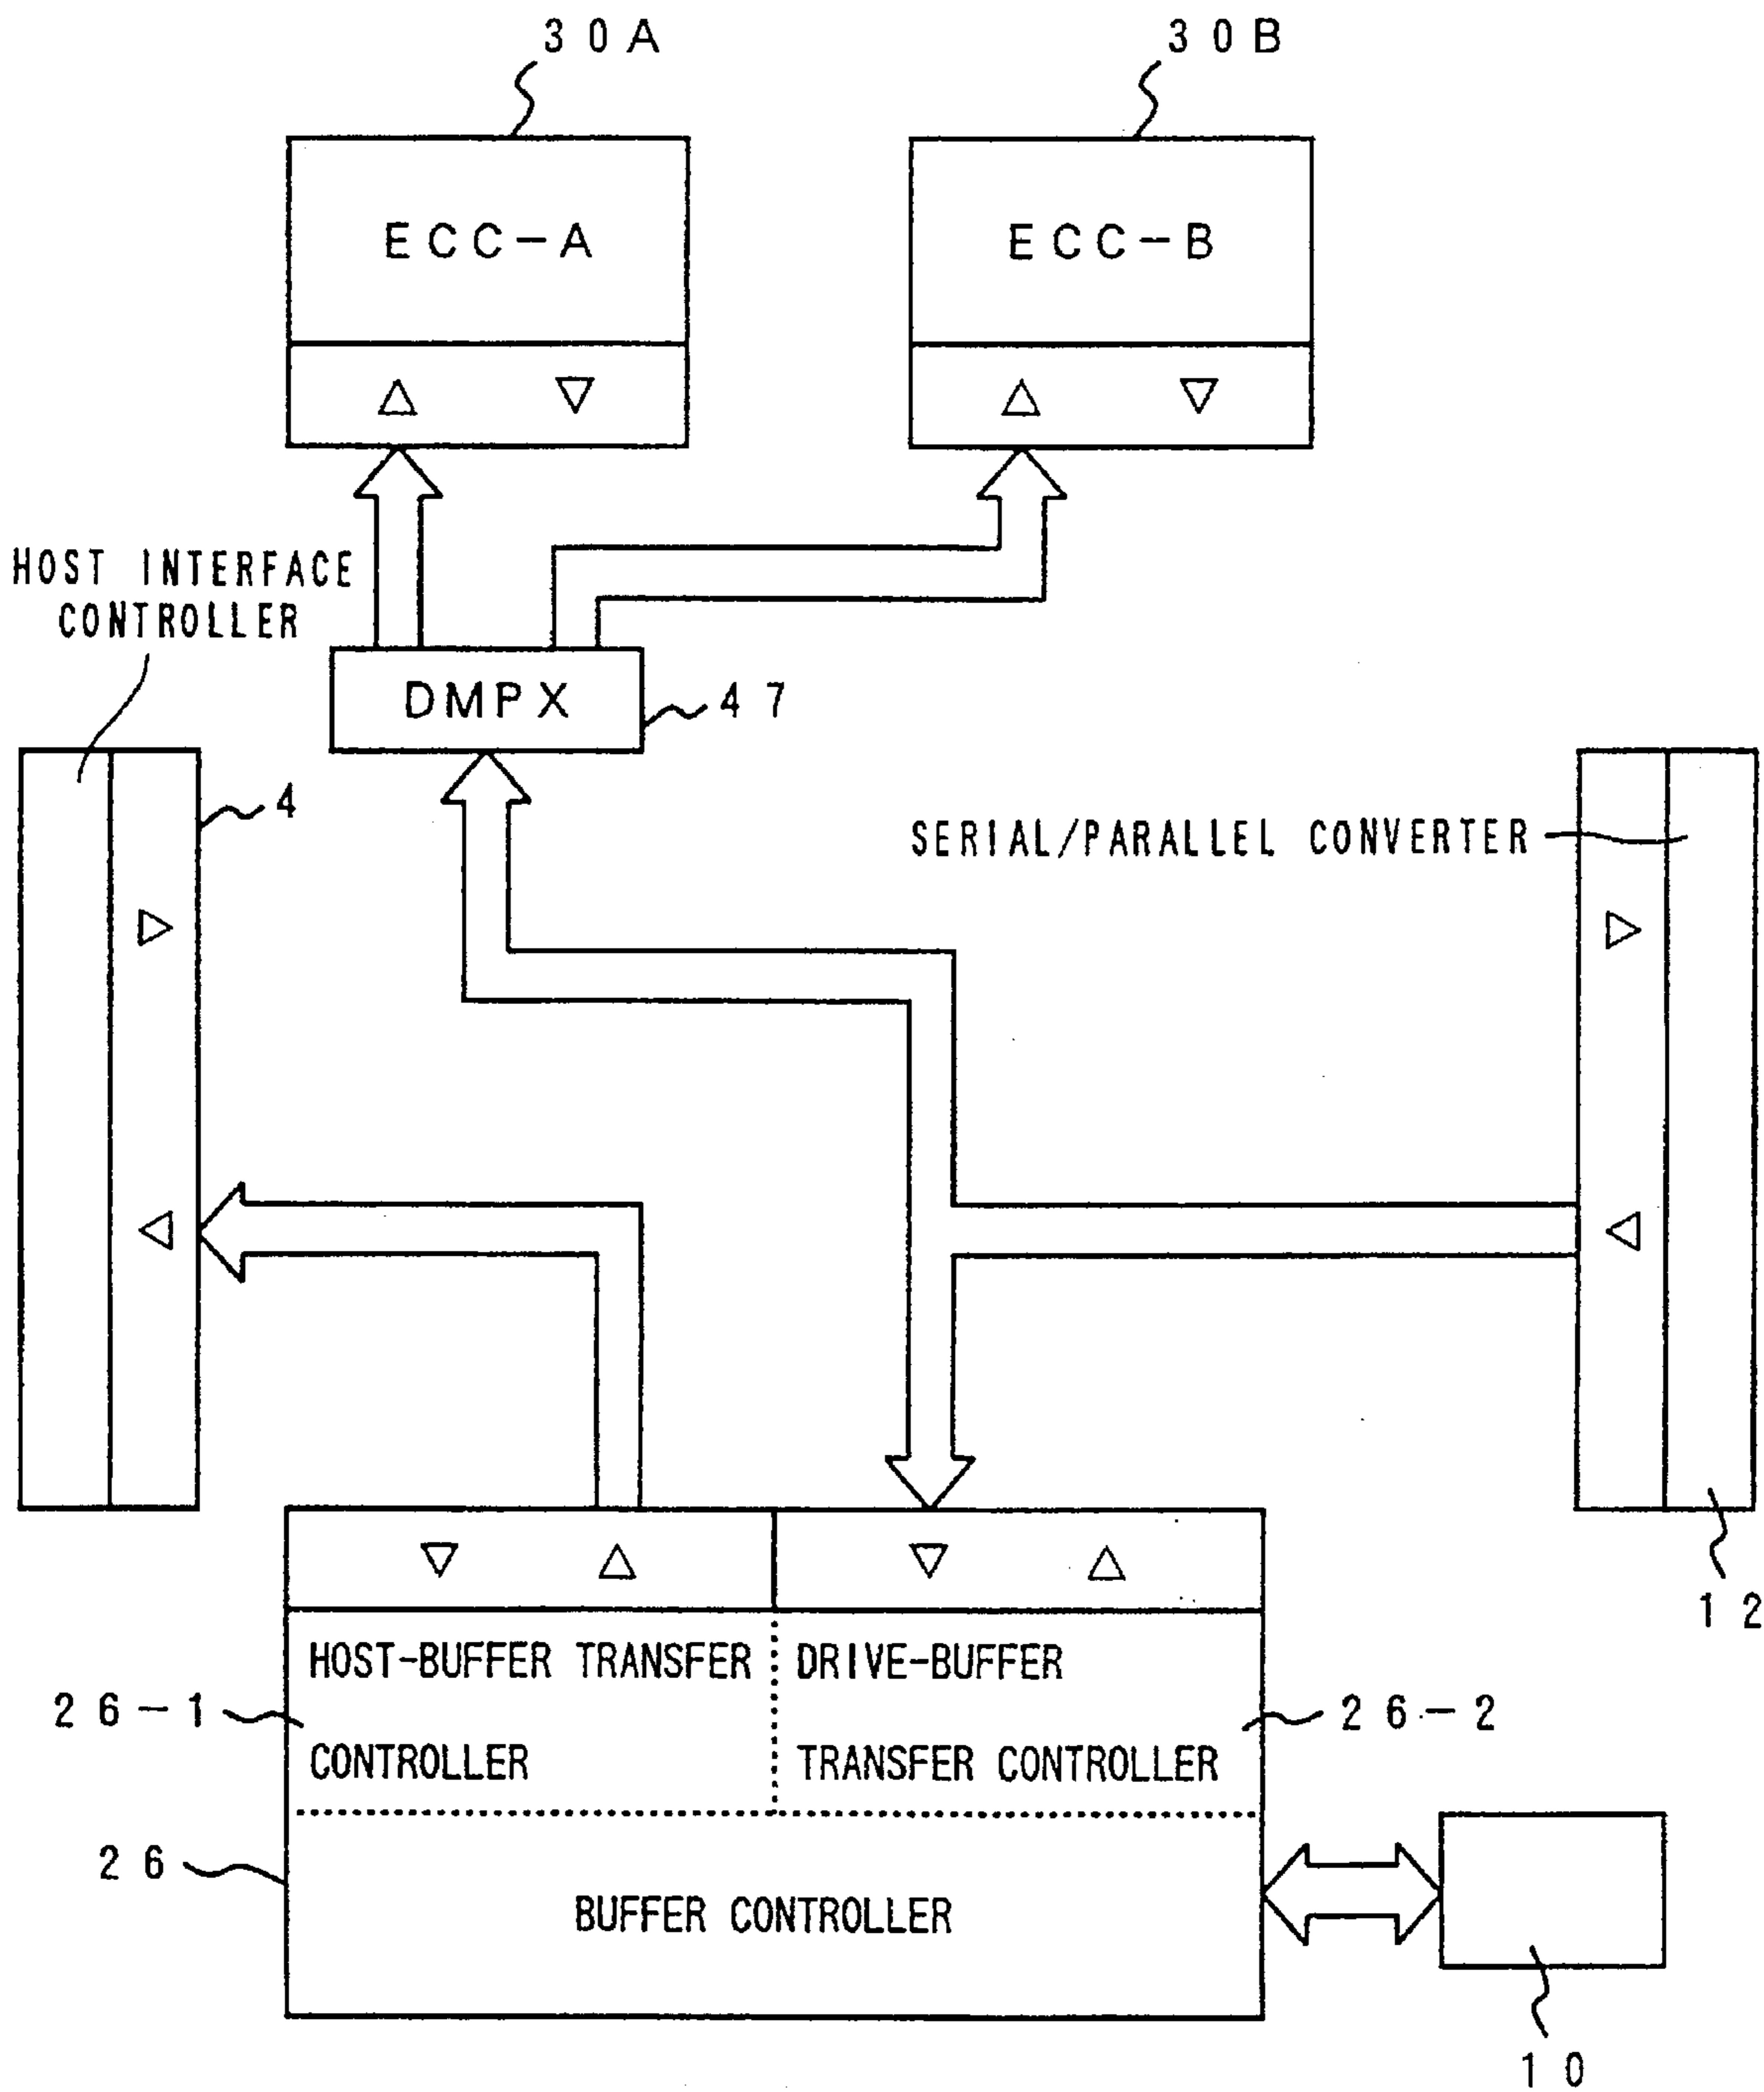 30A
30B
ECC-A
ECC-B
HOST INTERFACE
CONTROLLER
DMPX
47
4
SERIAL/PARALLEL CONVERTER
12
HOST-BUFFER TRANSFER
CONTROLLER
DRIVE-BUFFER
TRANSFER CONTROLLER
26-1
26-2
26
BUFFER CONTROLLER
10